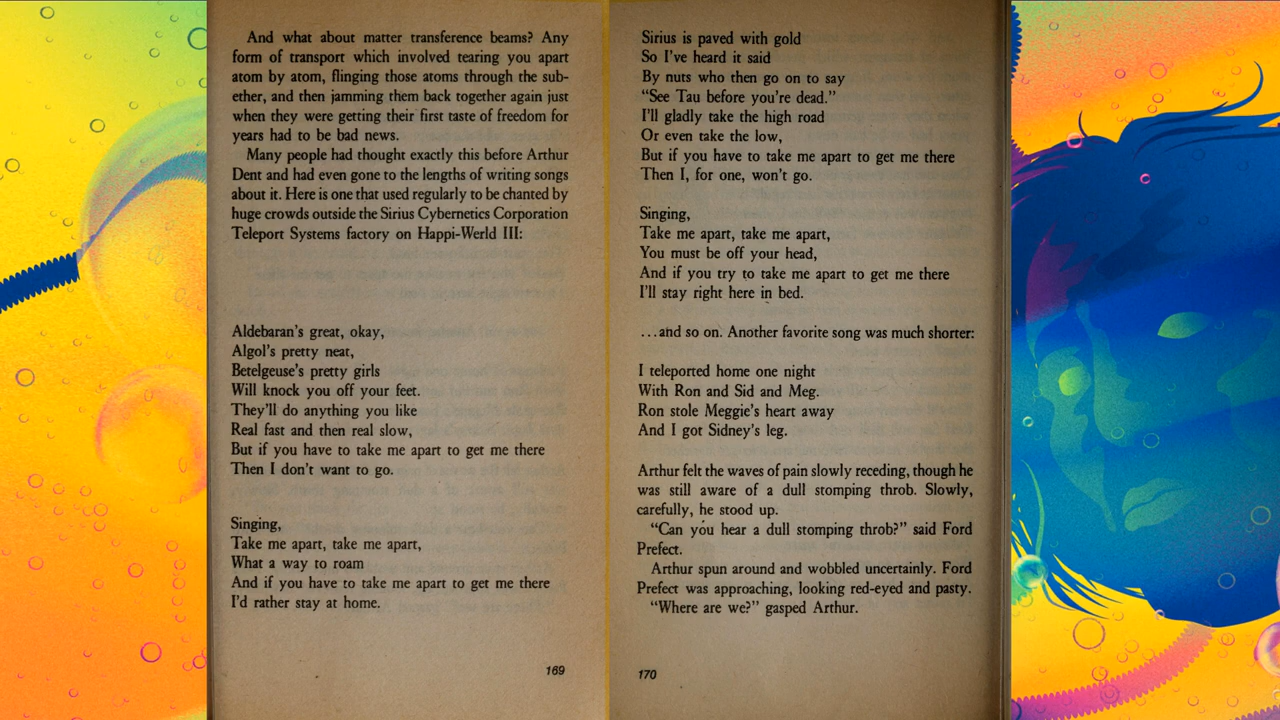 And what about matter transference beams? Any
form of transport which involved tearing you apart
atom by atom, flinging those atoms through the sub-
ether, and then jamming them back together again just
when they were getting their first taste of freedom for
years had to be bad news.
Many people had thought exactly this before Arthur
Dent and had even gone to the lengths of writing songs
about it. Here is one that used regularly to be chanted by
huge crowds outside the Sirius Cybernetics Corporation
Teleport Systems factory on Happi-Werld III:
Aldebaran's great, okay,
Algol's pretty neat,
Betelgeuse's pretty girls
Will knock you off your feet.
They'll do anything you like
Real fast and then real slow,
But if you have to take me apart to get me there
Then I don't want to go.
Singing,
Take me apart, take me apart,
What a way to roam
And if you have to take me apart to get me there
I'd rather stay at home.
169
Sirius is paved with gold
So I've heard it said
By nuts who then go on to say
"See Tau before you're dead."
I'll gladly take the high road
Or even take the low,
But if you have to take me apart to get me there
Then I, for one, won't go.
Singing,
Take me apart, take me apart,
You must be off your head,
And if you try to take me apart to get me there
I'll stay right here in bed.
...and so on. Another favorite song was much shorter:
I teleported home one night
With Ron and Sid and Meg.
Ron stole Meggie's heart away
And I got Sidney's leg.
Arthur felt the waves of pain slowly receding, though he
was still aware of a dull stomping throb. Slowly,
carefully, he stood up.
"Can you hear a dull stomping throb?" said Ford
Prefect.
Arthur spun around and wobbled uncertainly. Ford
Prefect was approaching, looking red-eyed and pasty.
"Where are we?" gasped Arthur.
170